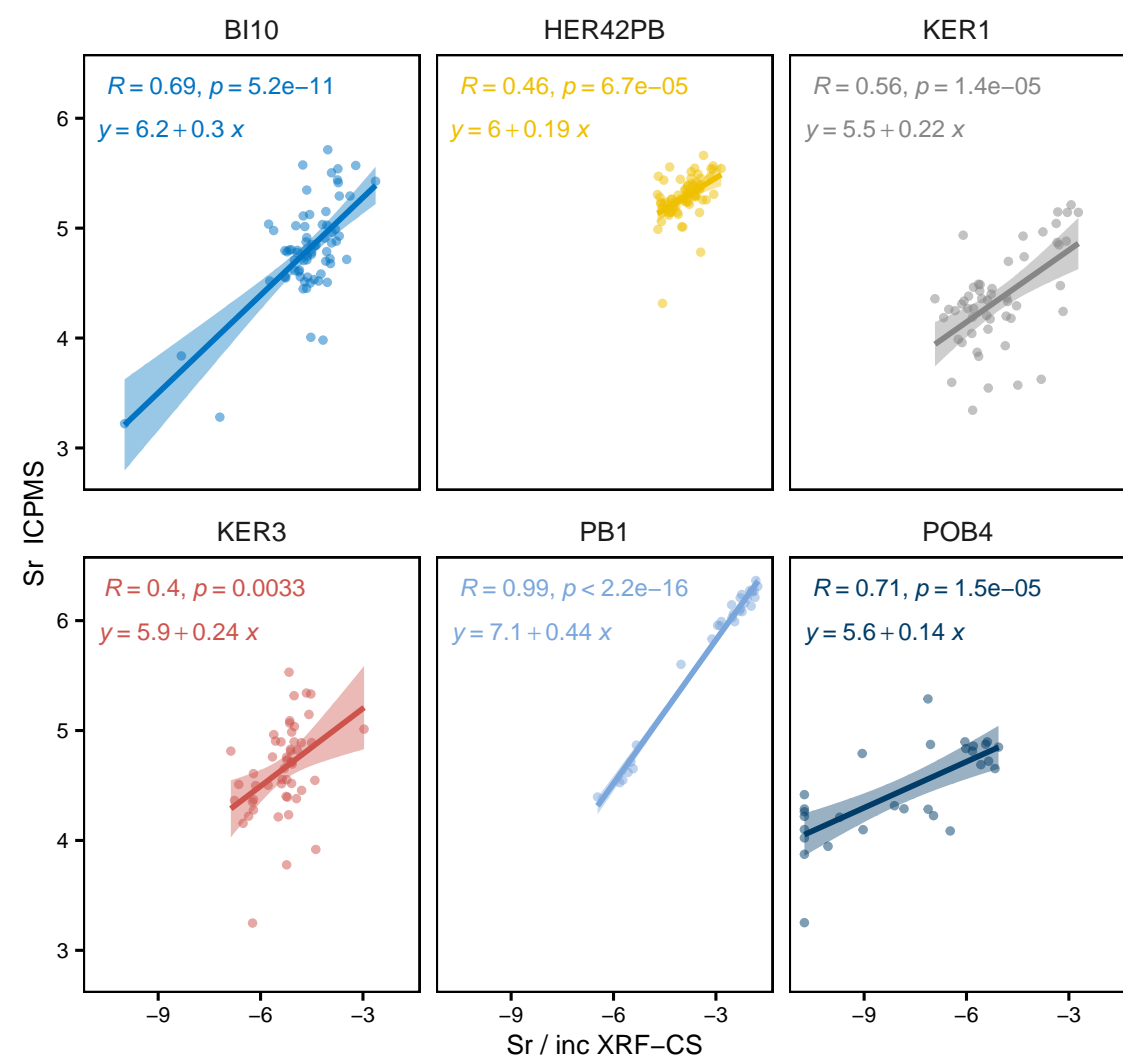 BI10
HER42PB
KER1
R = 0.69, p = 5.2e−11
y = 6.2 + 0.3 x
R = 0.46, p = 6.7e−05
y = 6 + 0.19 x
R = 0.56, p = 1.4e−05
y = 5.5 + 0.22 x
6
5
4
3
Sr ICPMS
KER3
PB1
POB4
R = 0.4, p = 0.0033
y = 5.9 + 0.24 x
R = 0.99, p < 2.2e−16
y = 7.1 + 0.44 x
R = 0.71, p = 1.5e−05
y = 5.6 + 0.14 x
6
5
4
3
−9 −6 −3
−9 −6 −3
−9 −6 −3
Sr / inc XRF−CS